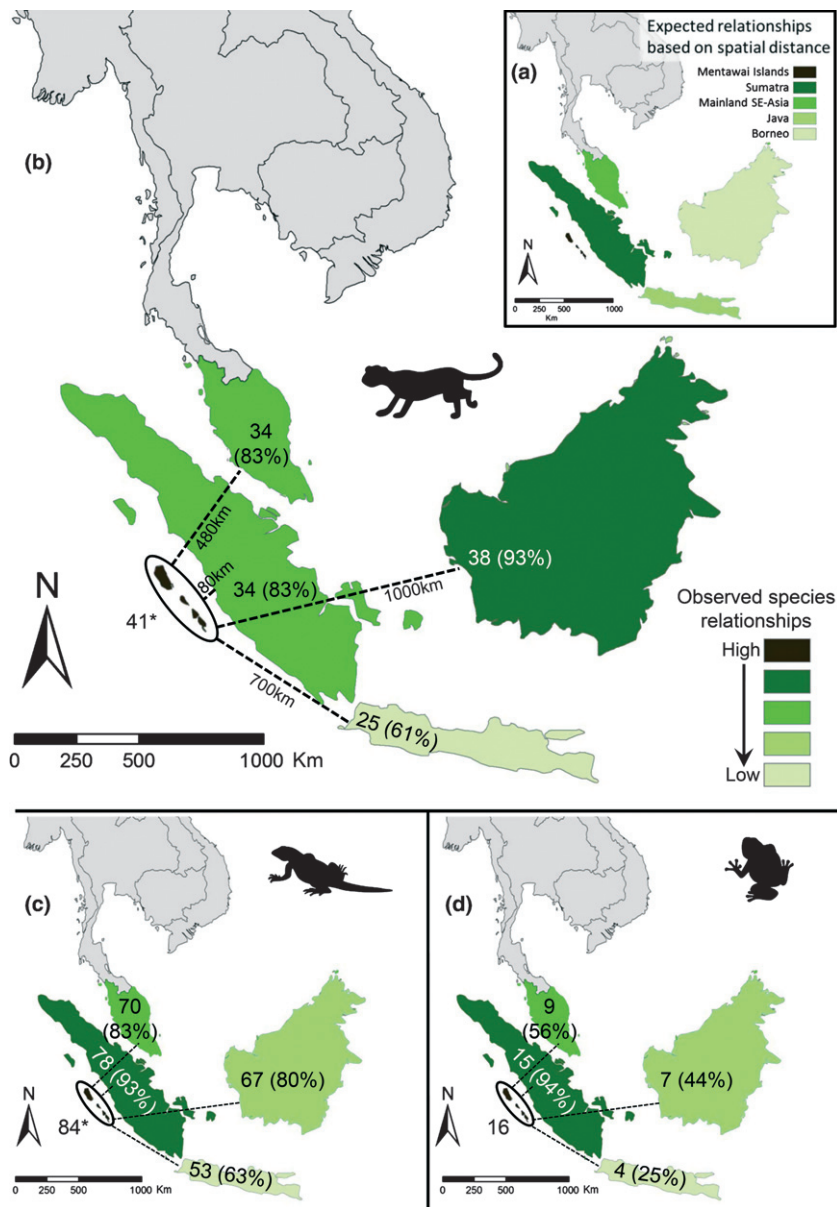 Expected relationships
based on spatial distance
(a)
Mentawai Islands
Sumatra
Mainland SE-Asia
Java
Borneo
N
0 500 1000
Km
(b)
34
(83%)
480km
80km
34 (83%)
38 (93%)
1000km
41*
700km
25 (61%)
N
0 250 500 1000 Km
Observed species
relationships
High
Low
(c)
70
(83%)
78 (93%)
67 (80%)
84*
53 (63%)
N
0 250 500 1000
Km
(d)
9
(56%)
15 (94%)
7 (44%)
16
4 (25%)
N
0 250 500 1000
Km